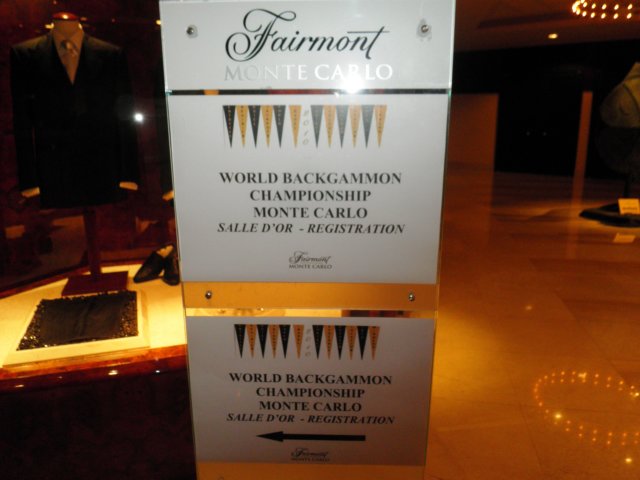 Fairmont
MONTE CARLO
WORLD BACKGAMMON
CHAMPIONSHIP
MONTE CARLO
SALLE D'OR - REGISTRATION
Fairmont
MONTE CARLO
WORLD BACKGAMMON
CHAMPIONSHIP
MONTE CARLO
SALLE D'OR - REGISTRATION
Fairmont
MONTE CARLO